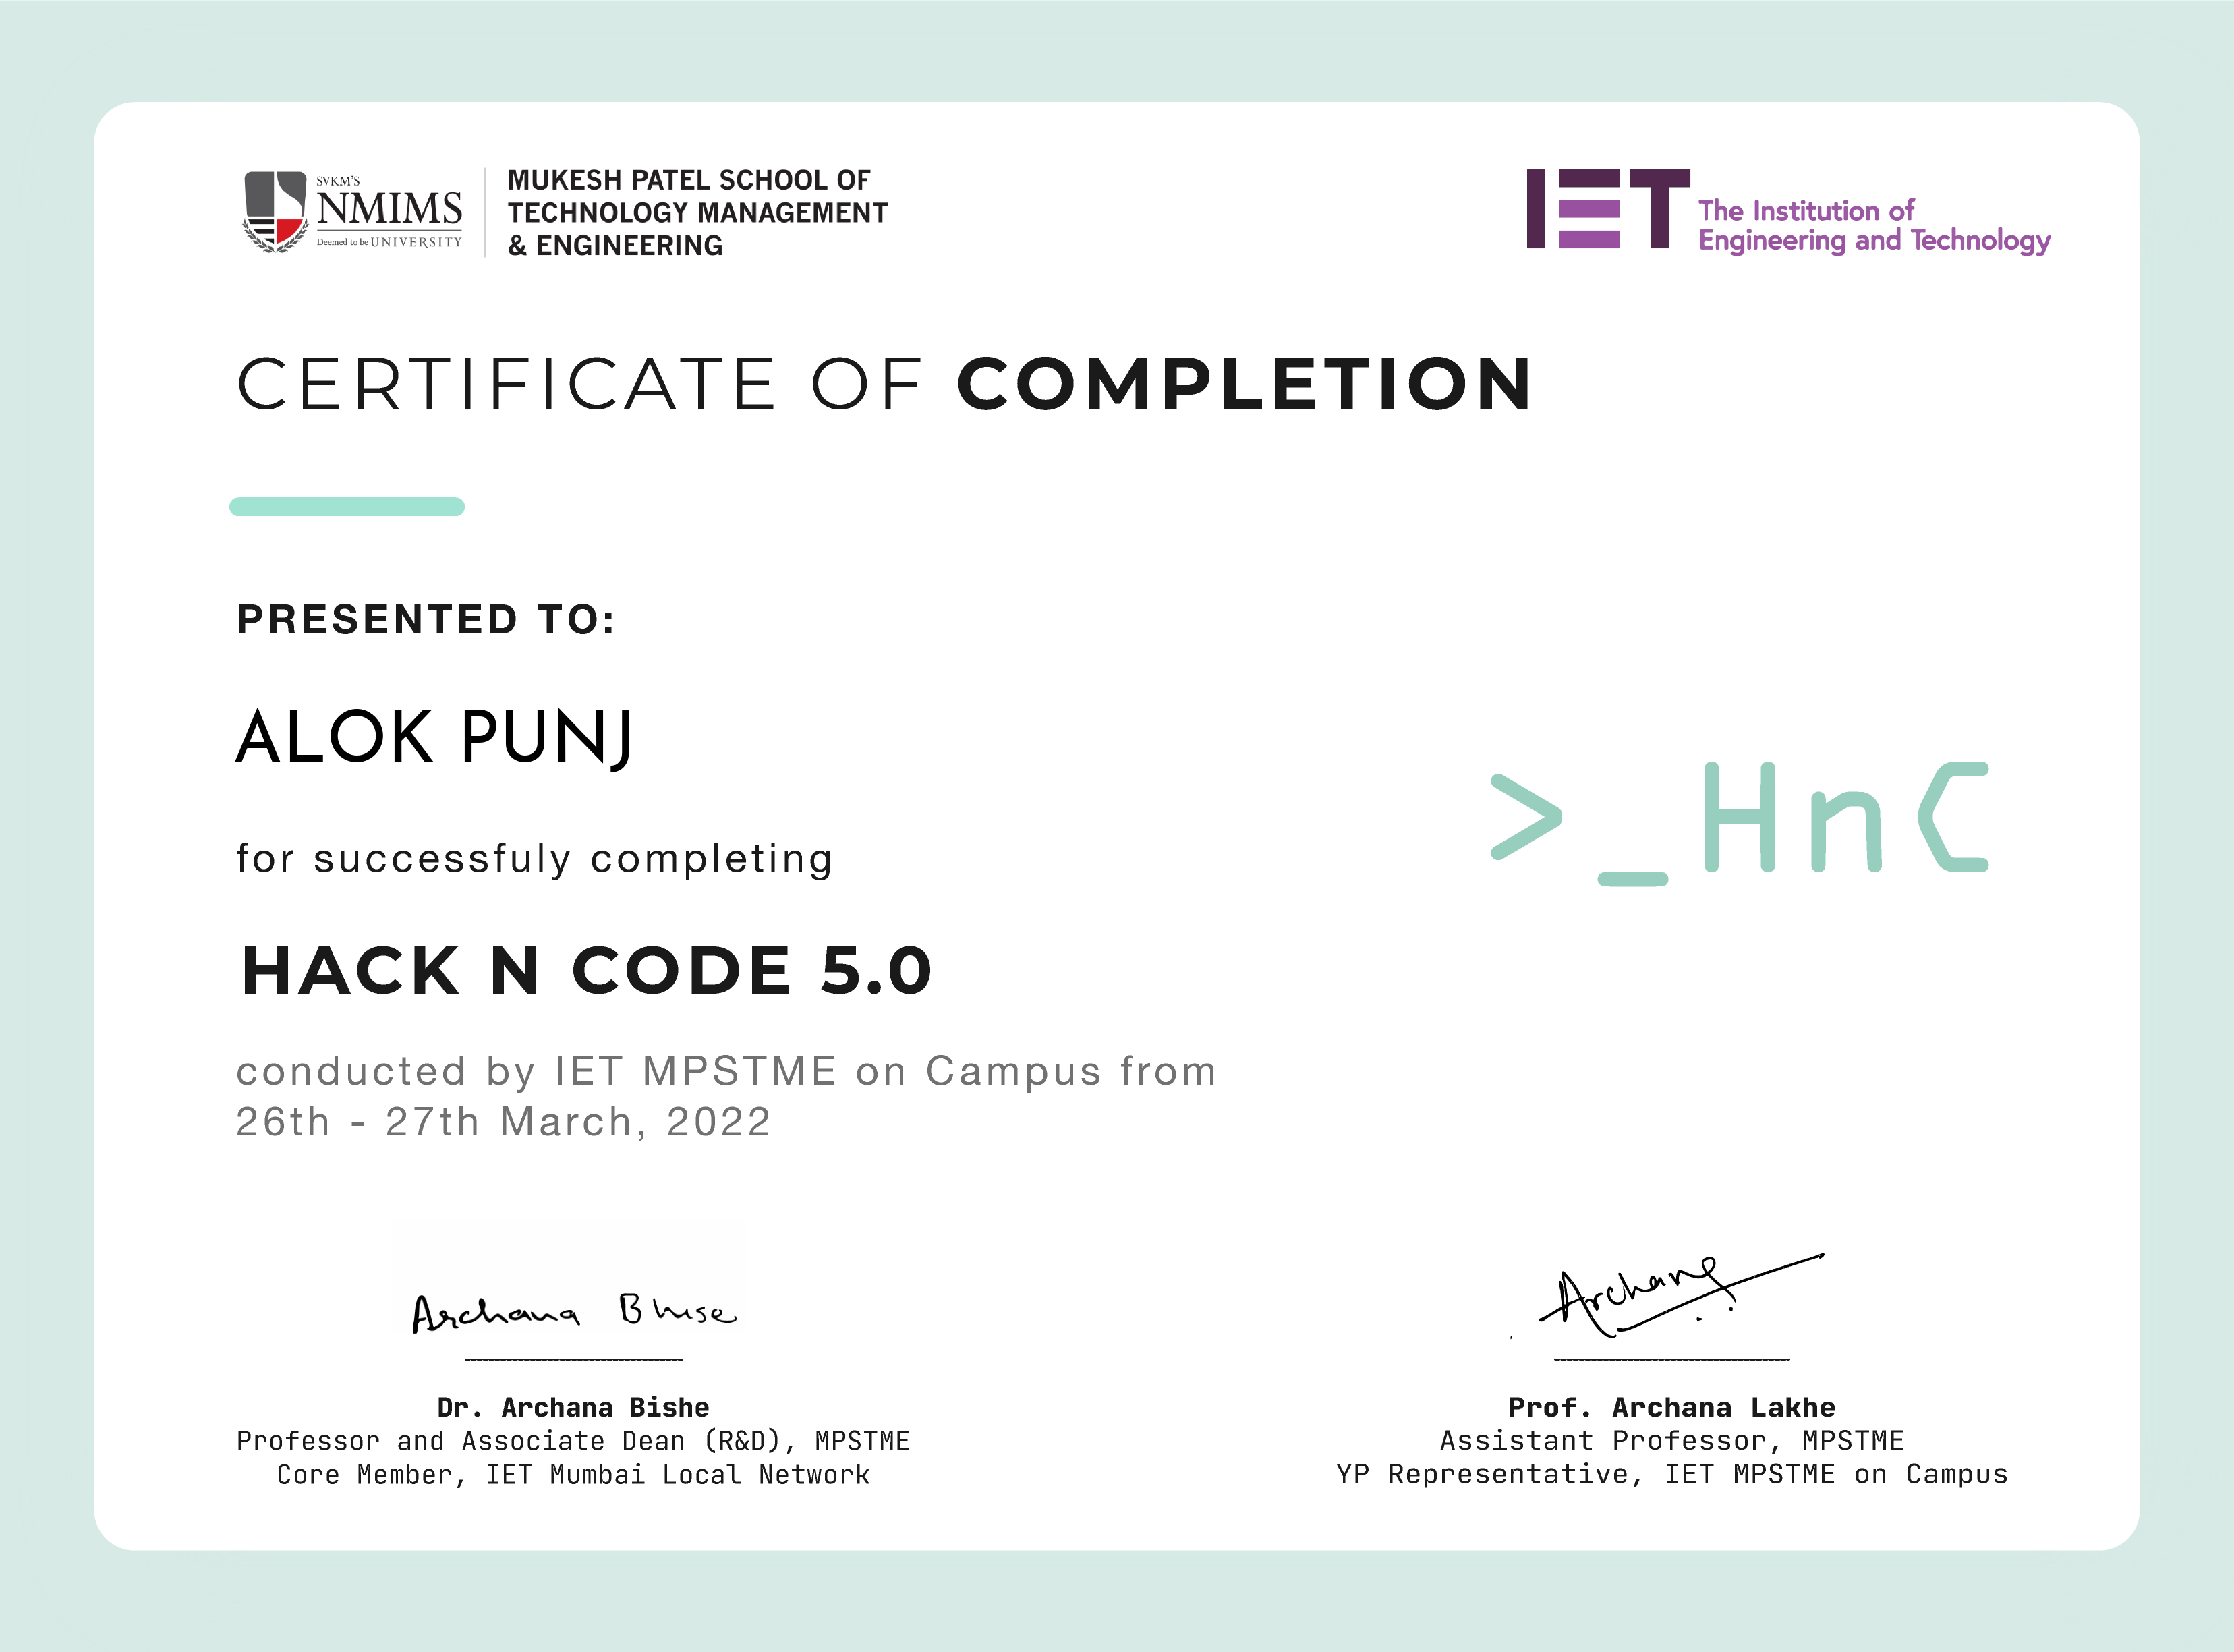 SVKM'S
NMIMS
Deemed to be UNIVERSITY
MUKESH PATEL SCHOOL OF
TECHNOLOGY MANAGEMENT
& ENGINEERING
IET
The Institution of
Engineering and Technology
CERTIFICATE OF COMPLETION
PRESENTED TO:
ALOK PUNJ
for successfuly completing
HACK N CODE 5.0
conducted by IET MPSTME on Campus from
26th - 27th March, 2022
>_HnC
Archana Bhise
Dr. Archana Bishe
Professor and Associate Dean (R&D), MPSTME
Core Member, IET Mumbai Local Network
Archana
Prof. Archana Lakhe
Assistant Professor, MPSTME
YP Representative, IET MPSTME on Campus